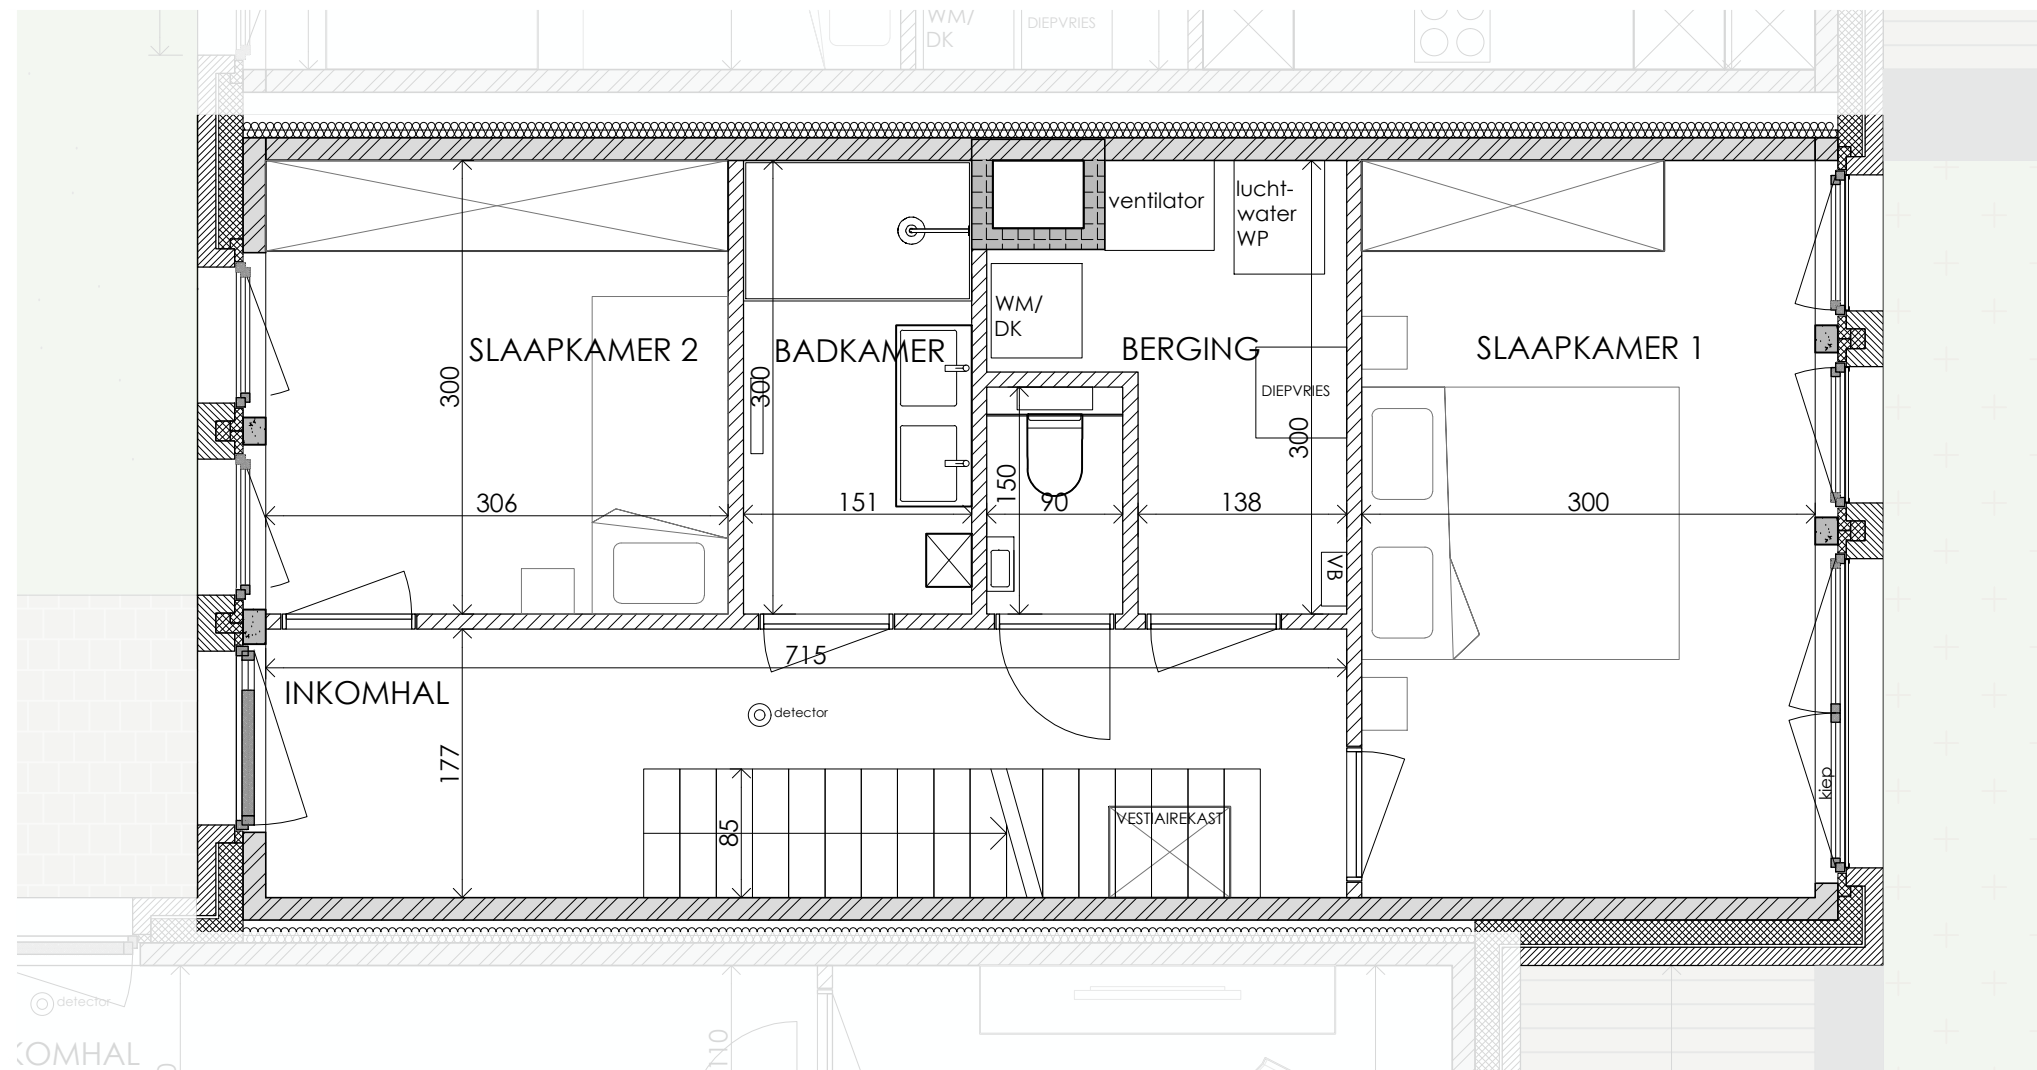 WM/
DK
DIEPVRIES
ventilator
lucht-
water
WP
WM/
DK
SLAAPKAMER 2
BADKAMER
BERGING
SLAAPKAMER 1
300
300
DIEPVRIES
300
150
306
151
90
138
300
VB
715
INKOMHAL
detector
177
85
VESTIAIREKAST
kiep
detector
KOMHAL